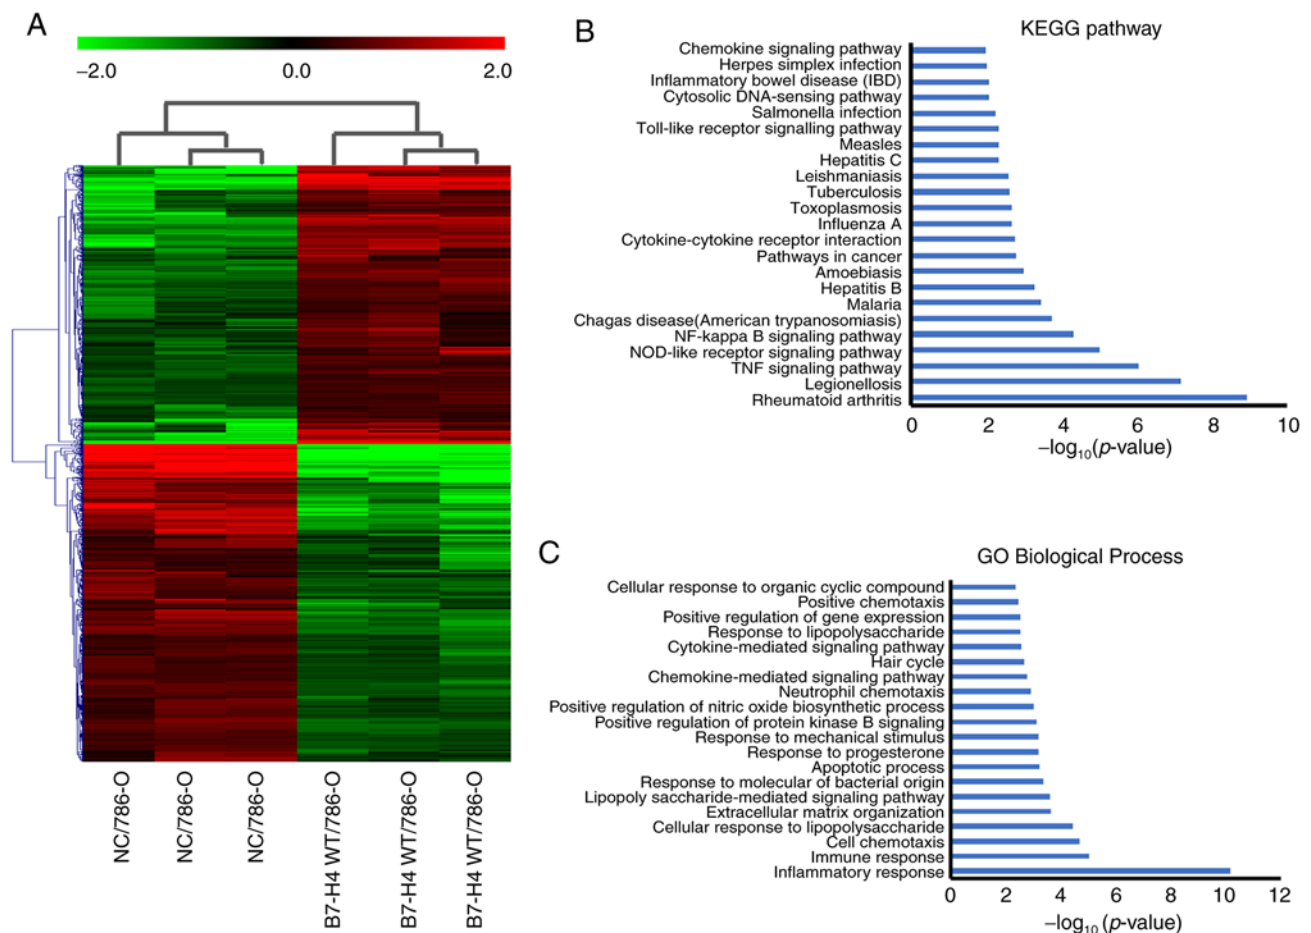 A
−2.0 0.0 2.0
NC/786-O
NC/786-O
NC/786-O
B7-H4 WT/786-O
B7-H4 WT/786-O
B7-H4 WT/786-O
B
KEGG pathway
Chemokine signaling pathway
Herpes simplex infection
Inflammatory bowel disease (IBD)
Cytosolic DNA-sensing pathway
Salmonella infection
Toll-like receptor signalling pathway
Measles
Hepatitis C
Leishmaniasis
Tuberculosis
Toxoplasmosis
Influenza A
Cytokine-cytokine receptor interaction
Pathways in cancer
Amoebiasis
Hepatitis B
Malaria
Chagas disease(American trypanosomiasis)
NF-kappa B signaling pathway
NOD-like receptor signaling pathway
TNF signaling pathway
Legionellosis
Rheumatoid arthritis
0 2 4 6 8 10
−log10(p-value)
C
GO Biological Process
Cellular response to organic cyclic compound
Positive chemotaxis
Positive regulation of gene expression
Response to lipopolysaccharide
Cytokine-mediated signaling pathway
Hair cycle
Chemokine-mediated signaling pathway
Neutrophil chemotaxis
Positive regulation of nitric oxide biosynthetic process
Positive regulation of protein kinase B signaling
Response to mechanical stimulus
Response to progesterone
Apoptotic process
Response to molecular of bacterial origin
Lipopoly saccharide-mediated signaling pathway
Extracellular matrix organization
Cellular response to lipopolysaccharide
Cell chemotaxis
Immune response
Inflammatory response
0 2 4 6 8 10 12
−log10 (p-value)